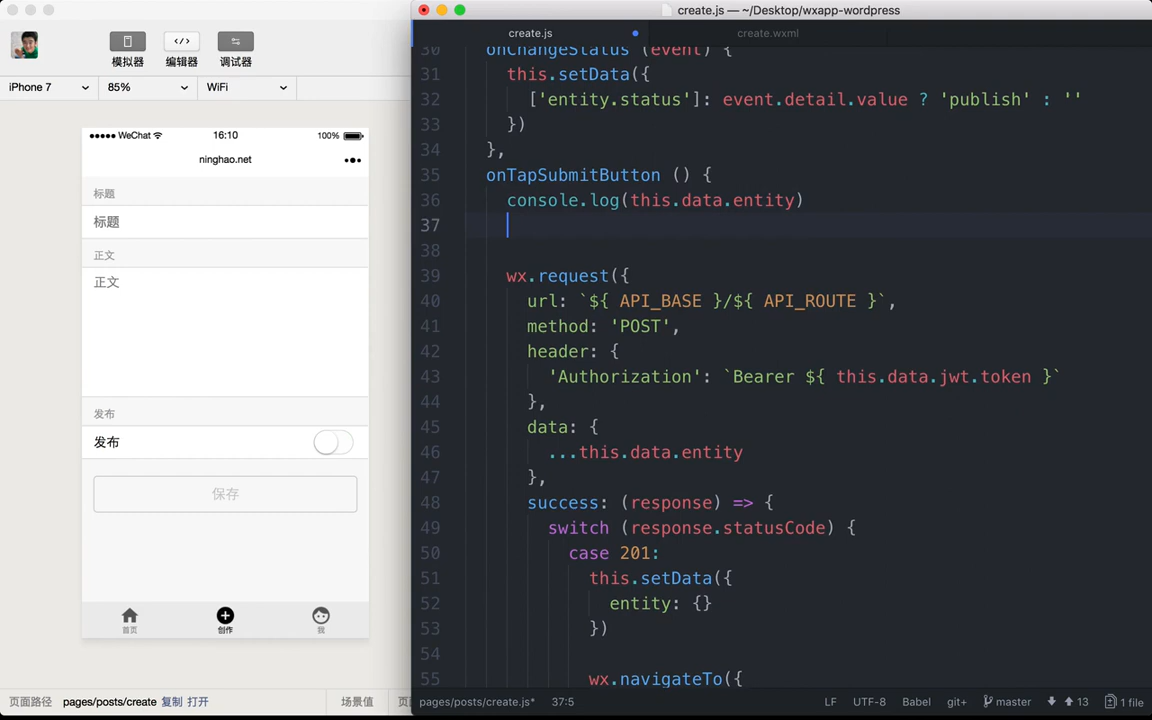 create.js — ~/Desktop/wxapp-wordpress
模拟器
编辑器
调试器
iPhone 7
85%
WiFi
WeChat
16:10
100%
ninghao.net
标题
标题
正文
正文
发布
发布
保存
首页
创作
我
页面路径 pages/posts/create 复制 打开
场景值
页
create.js
create.wxml
30 onChangeStatus (event) {
31 this.setData({
32 ['entity.status']: event.detail.value ? 'publish' : ''
33 })
34 },
35 onTapSubmitButton () {
36 console.log(this.data.entity)
37
38
39 wx.request({
40 url: `${ API_BASE }/${ API_ROUTE }`,
41 method: 'POST',
42 header: {
43 'Authorization': `Bearer ${ this.data.jwt.token }`
44 },
45 data: {
46 ...this.data.entity
47 },
48 success: (response) => {
49 switch (response.statusCode) {
50 case 201:
51 this.setData({
52 entity: {}
53 })
54
55 wx.navigateTo({
pages/posts/create.js* 37:5
LF UTF-8 Babel git+ master 13 1 file